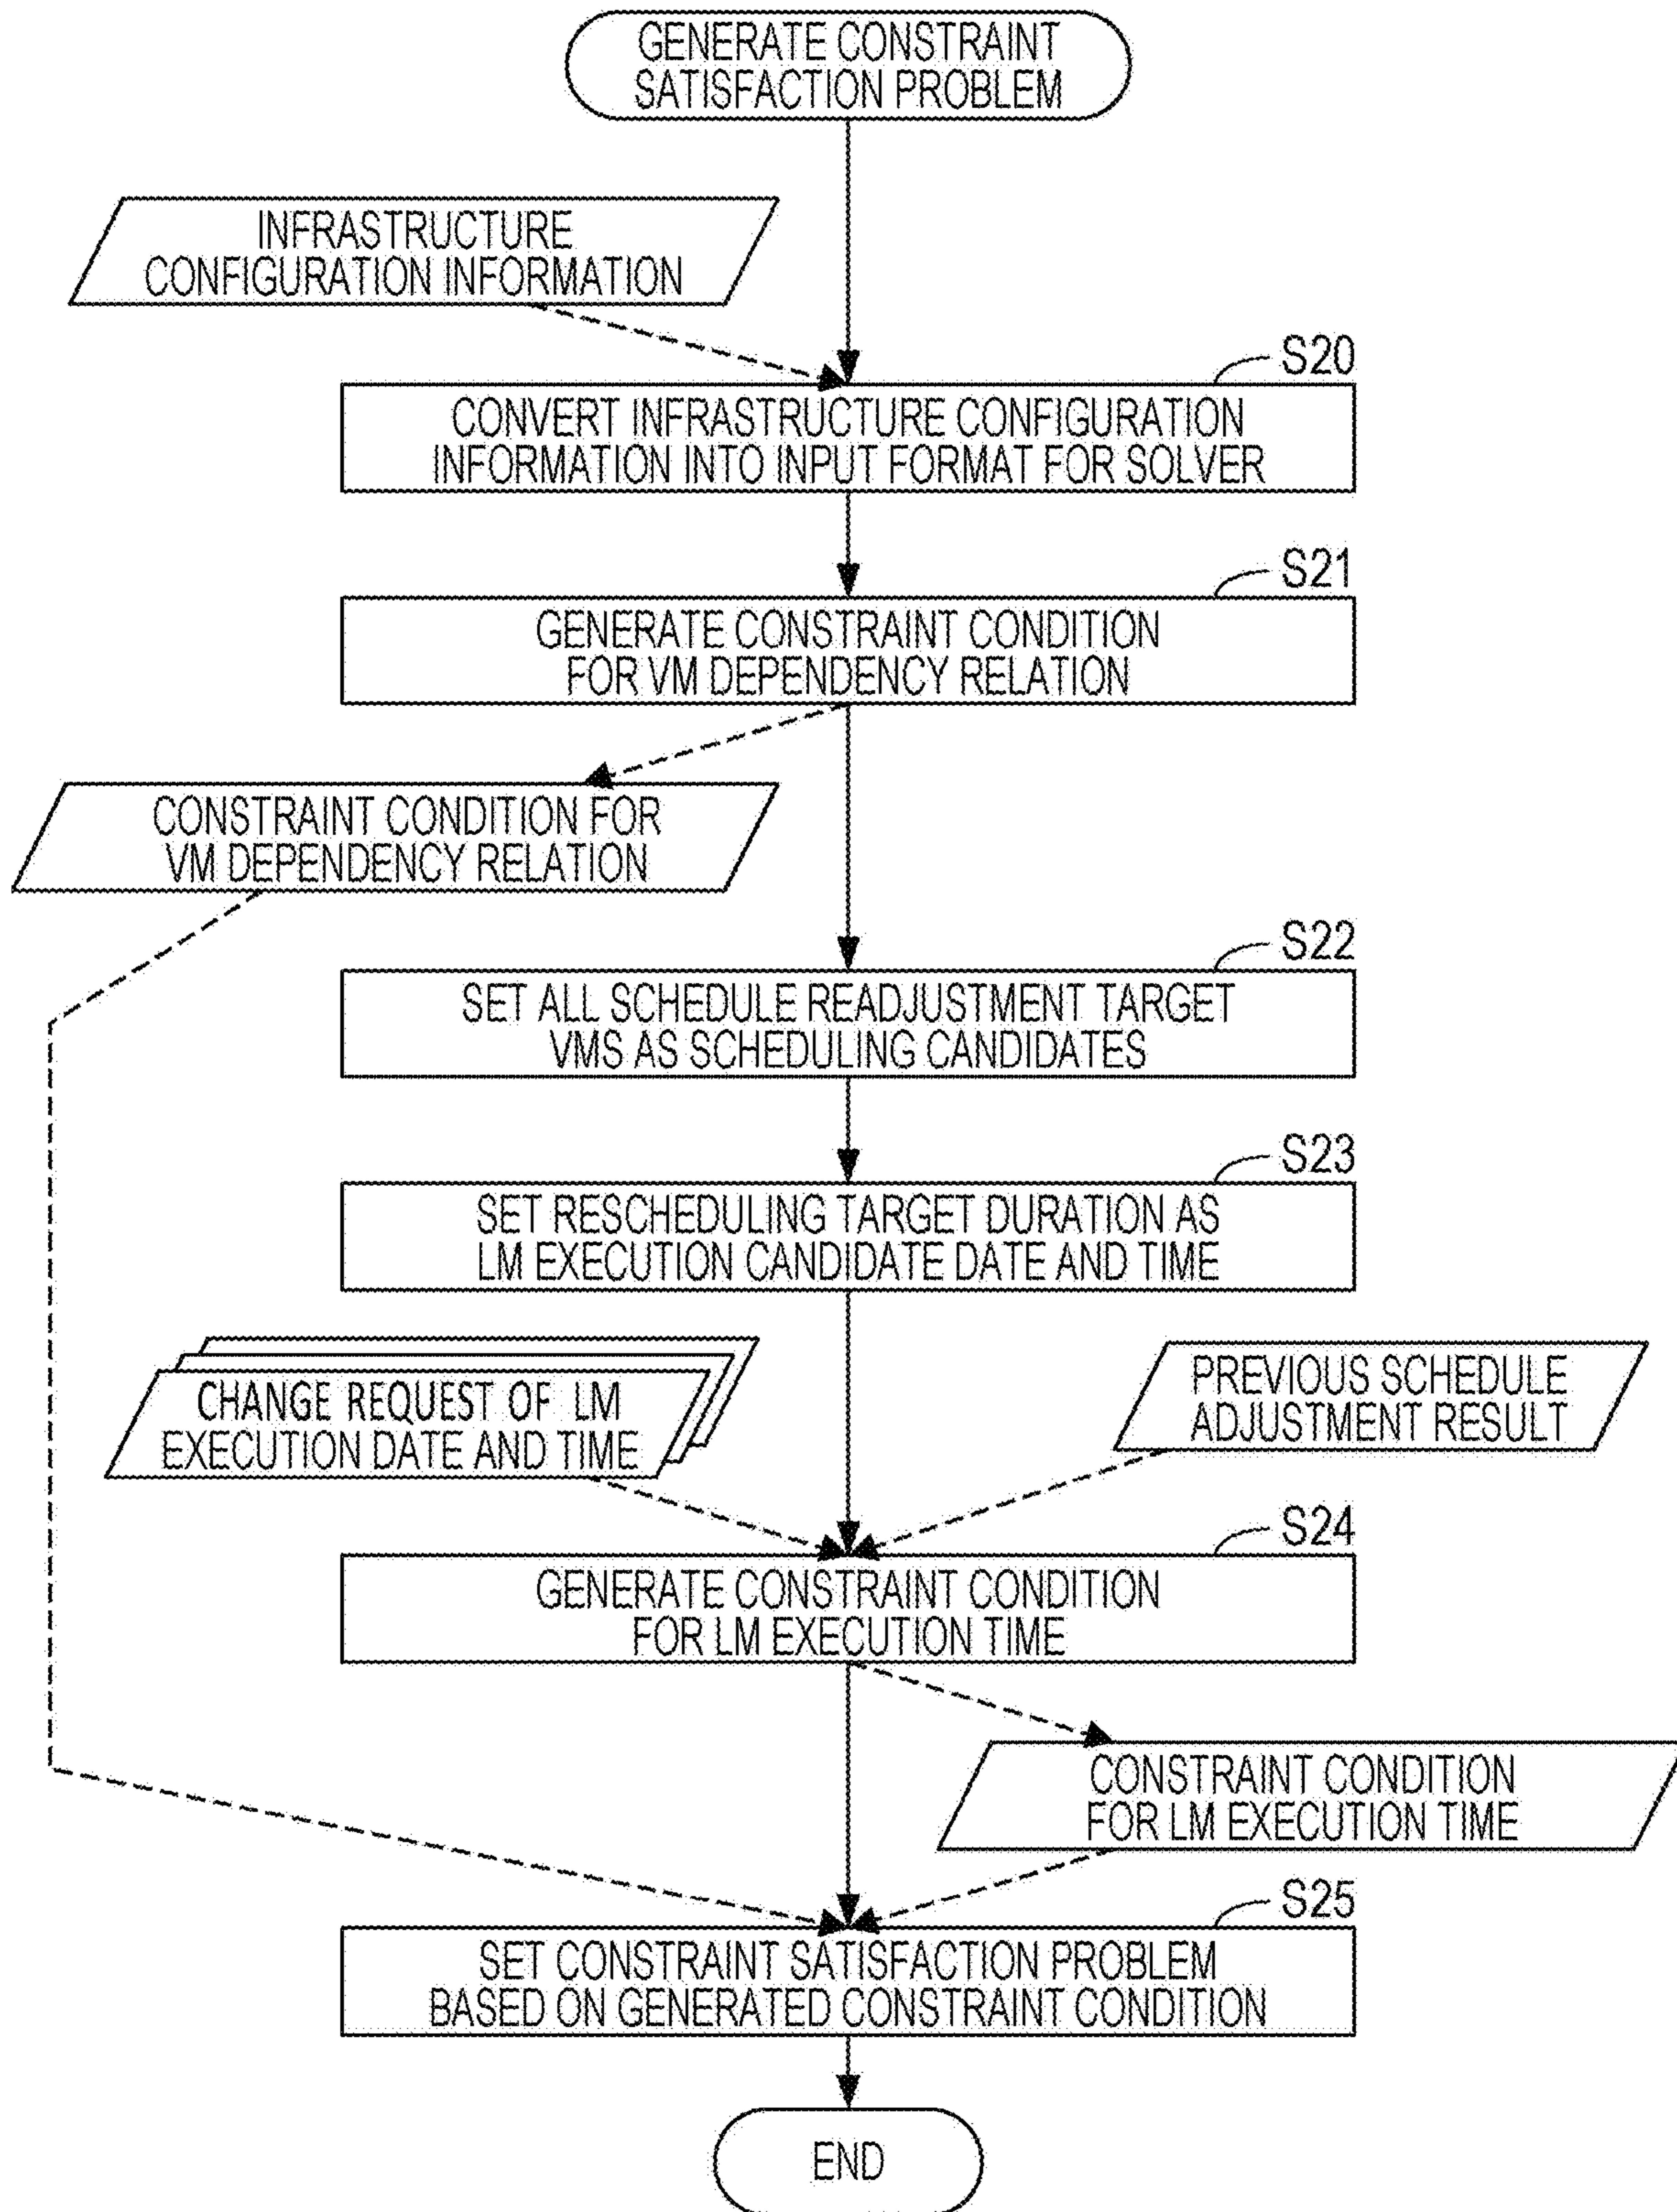 GENERATE CONSTRAINT
SATISFACTION PROBLEM
INFRASTRUCTURE
CONFIGURATION INFORMATION
S20
CONVERT INFRASTRUCTURE CONFIGURATION
INFORMATION INTO INPUT FORMAT FOR SOLVER
S21
GENERATE CONSTRAINT CONDITION
FOR VM DEPENDENCY RELATION
CONSTRAINT CONDITION FOR
VM DEPENDENCY RELATION
S22
SET ALL SCHEDULE READJUSTMENT TARGET
VMS AS SCHEDULING CANDIDATES
S23
SET RESCHEDULING TARGET DURATION AS
LM EXECUTION CANDIDATE DATE AND TIME
CHANGE REQUEST OF LM
EXECUTION DATE AND TIME
PREVIOUS SCHEDULE
ADJUSTMENT RESULT
S24
GENERATE CONSTRAINT CONDITION
FOR LM EXECUTION TIME
CONSTRAINT CONDITION
FOR LM EXECUTION TIME
S25
SET CONSTRAINT SATISFACTION PROBLEM
BASED ON GENERATED CONSTRAINT CONDITION
END